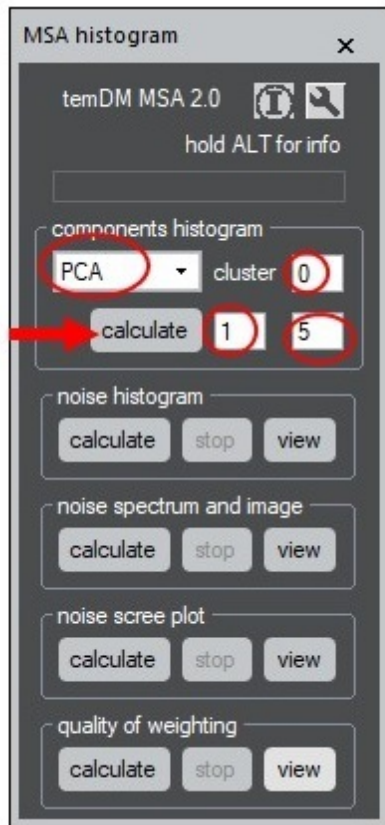 MSA histogram x
temDM MSA 2.0
hold ALT for info
components histogram
PCA cluster 0
calculate 1 5
noise histogram
calculate stop view
noise spectrum and image
calculate stop view
noise scree plot
calculate stop view
quality of weighting
calculate stop view